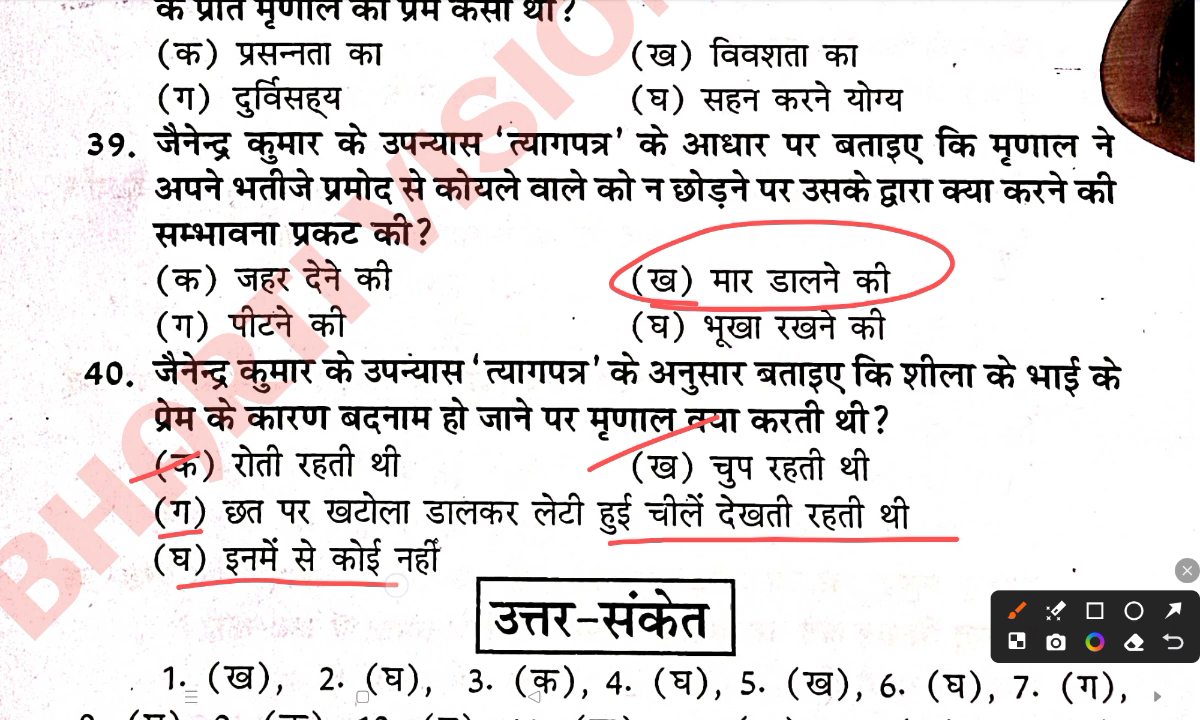 के प्रति मृणाल का प्रेम कैसा था?
(क) प्रसन्नता का (ख) विवशता का
(ग) दुर्विसह्य (घ) सहन करने योग्य
39. जैनेन्द्र कुमार के उपन्यास ‘त्यागपत्र’ के आधार पर बताइए कि मृणाल ने
अपने भतीजे प्रमोद से कोयले वाले को न छोड़ने पर उसके द्वारा क्या करने की
सम्भावना प्रकट की?
(क) जहर देने की (ख) मार डालने की
(ग) पीटने की (घ) भूखा रखने की
40. जैनेन्द्र कुमार के उपन्यास ‘त्यागपत्र’ के अनुसार बताइए कि शीला के भाई के
प्रेम के कारण बदनाम हो जाने पर मृणाल क्या करती थी?
(क) रोती रहती थी (ख) चुप रहती थी
(ग) छत पर खटोला डालकर लेटी हुई चीलें देखती रहती थी
(घ) इनमें से कोई नहीं
उत्तर-संकेत
1. (ख), 2. (घ), 3. (क), 4. (घ), 5. (ख), 6. (घ), 7. (ग),
BHARTI VISIO